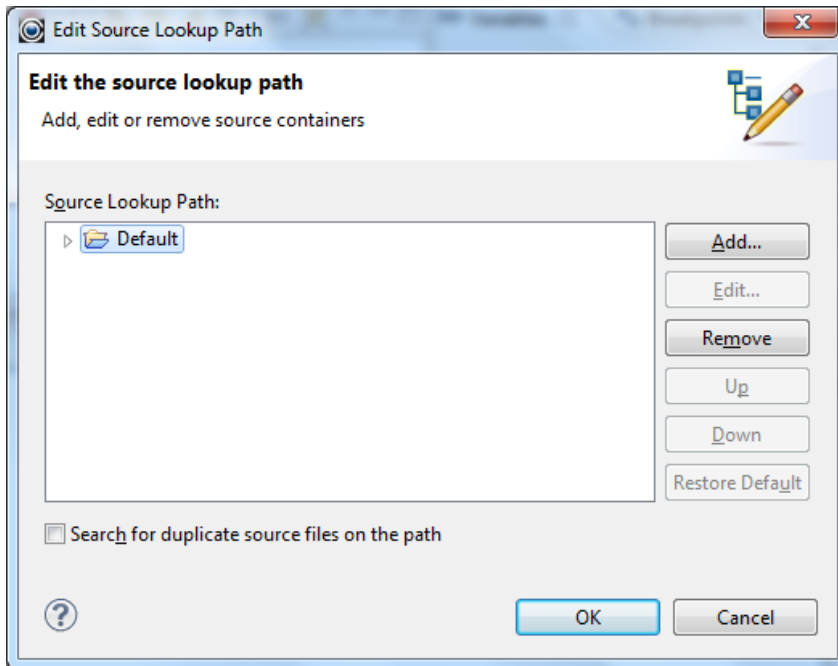 Edit Source Lookup Path
Edit the source lookup path
Add, edit or remove source containers
Source Lookup Path:
Default
Add...
Edit...
Remove
Up
Down
Restore Default
Search for duplicate source files on the path
?
OK
Cancel